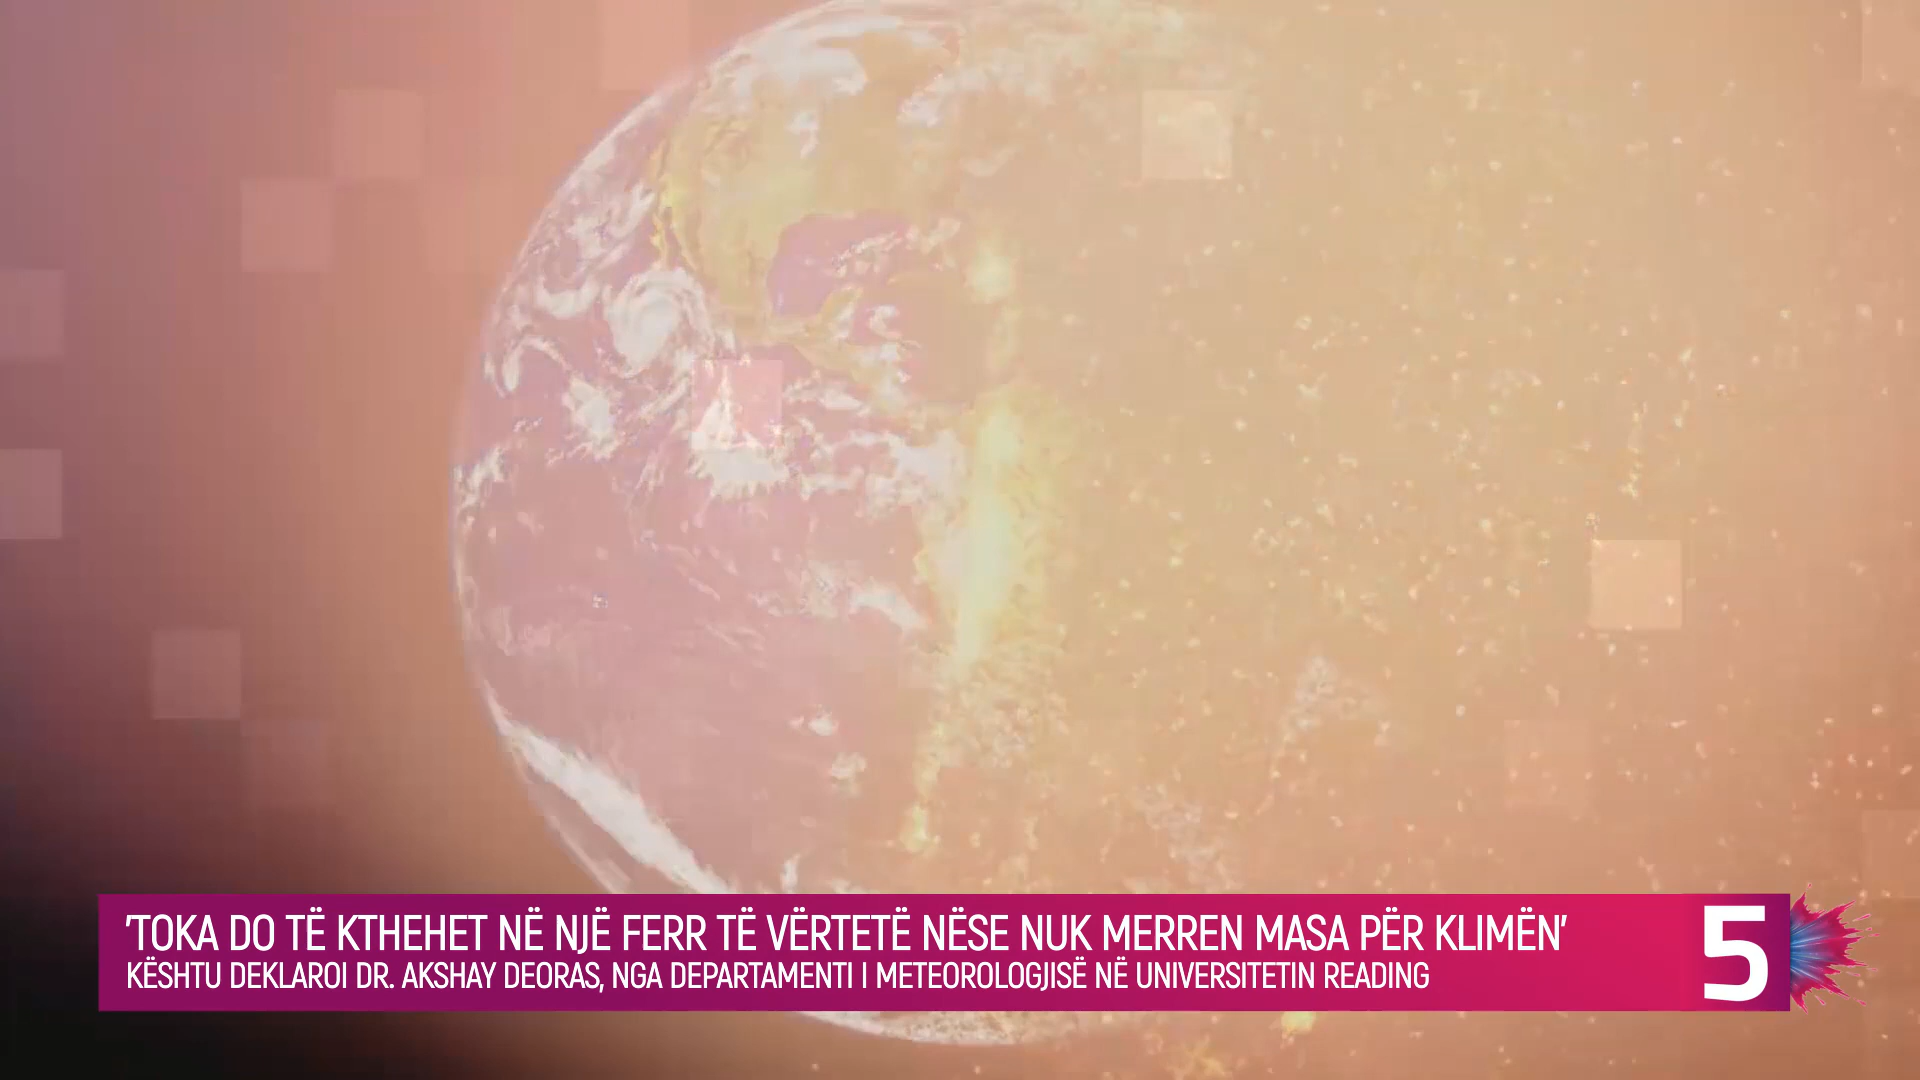 'TOKA DO TË KTHEHET NË NJË FERR TË VËRTETË NËSE NUK MERREN MASA PËR KLIMËN'
KËSHTU DEKLAROI DR. AKSHAY DEORAS, NGA DEPARTAMENTI I METEOROLOGJISË NË UNIVERSITETIN READING
5